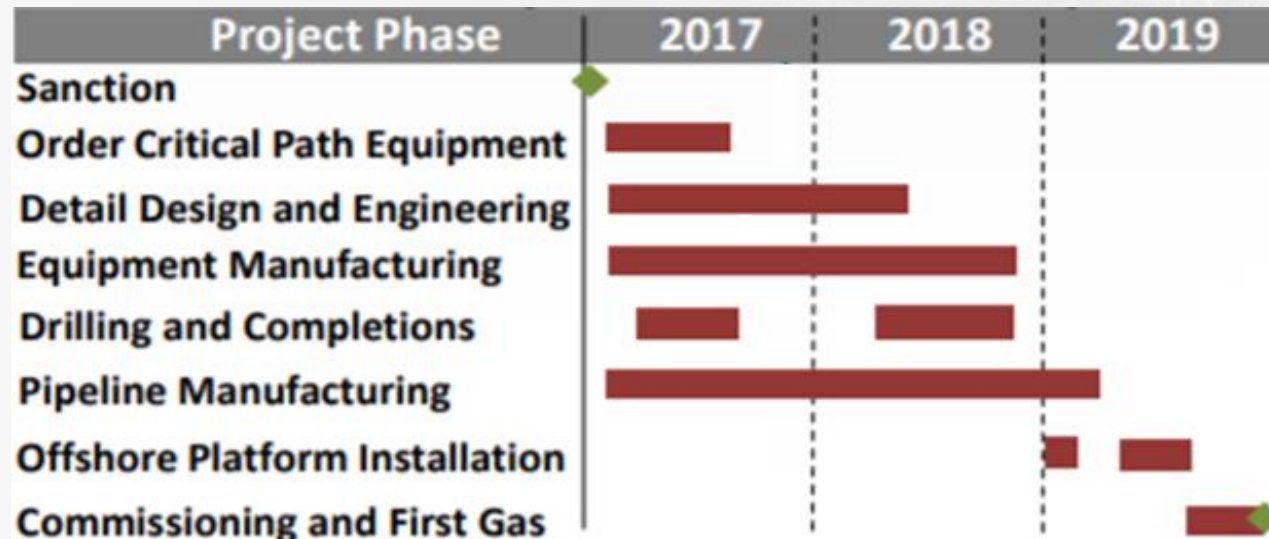 Project Phase 2017 2018 2019
Sanction
Order Critical Path Equipment
Detail Design and Engineering
Equipment Manufacturing
Drilling and Completions
Pipeline Manufacturing
Offshore Platform Installation
Commissioning and First Gas